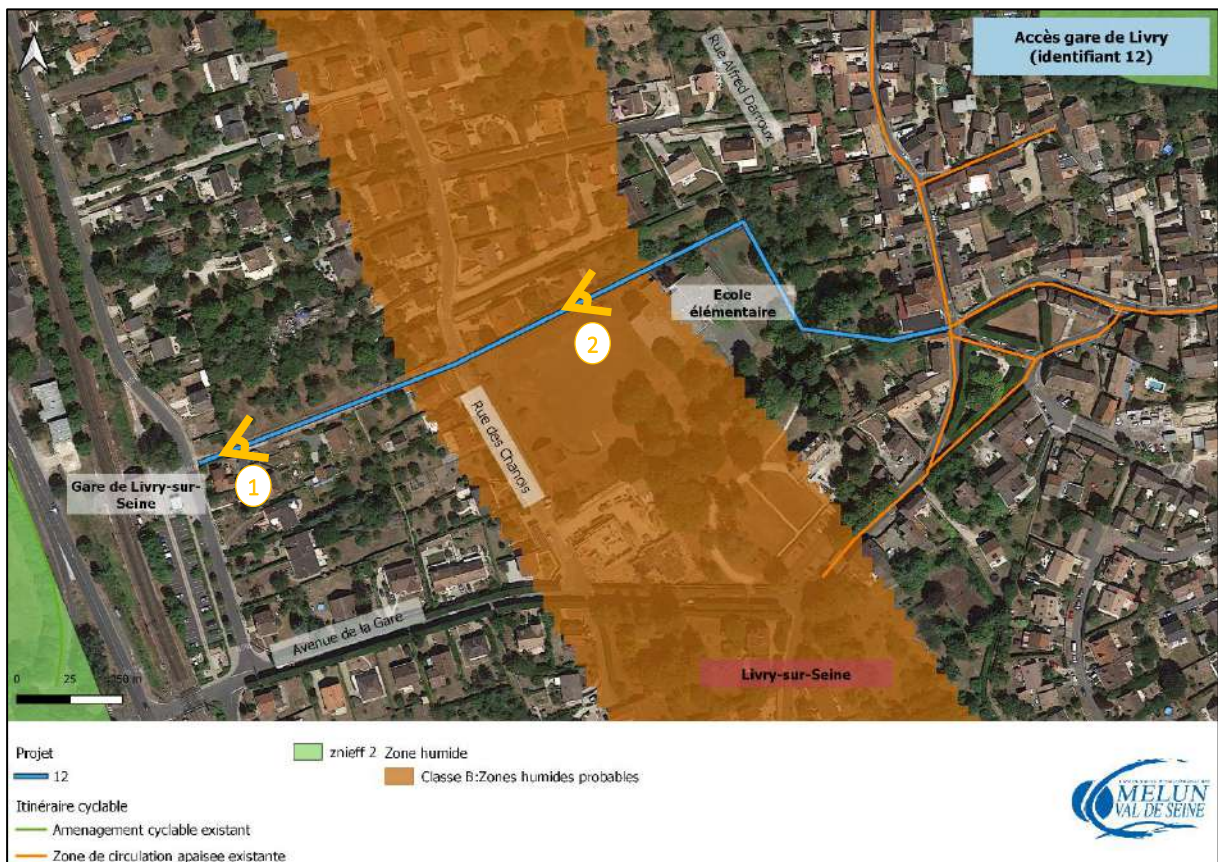 N
Accès gare de Livry
(identifiant 12)
Rue Alfred Darroux
Ecole
élémentaire
2
Rue des Chanois
1
Gare de Livry-sur-
Seine
Avenue de la Gare
0 25 50 m
Livry-sur-Seine
Projet
12
Itinéraire cyclable
Amenagement cyclable existant
Zone de circulation apaisee existante
znieff 2
Zone humide
Classe B:Zones humides probables
MELUN
VAL DE SEINE